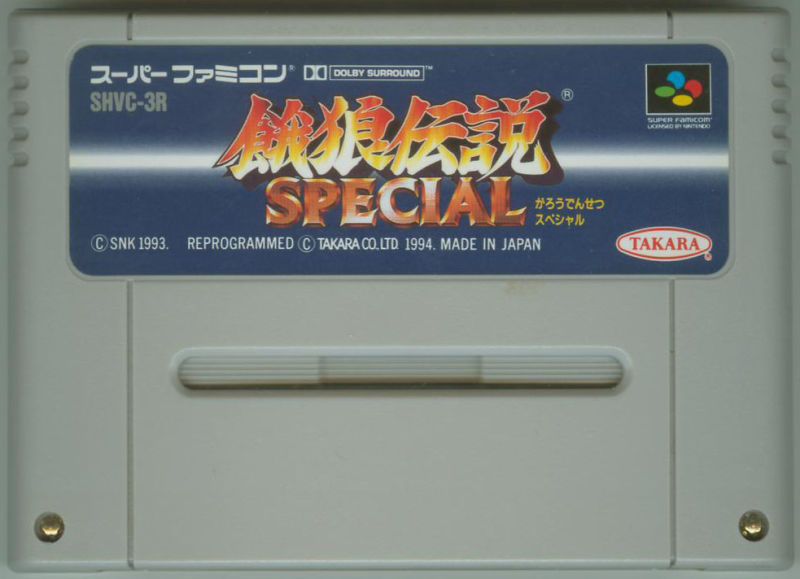 スーパーファミコン® DOLBY SURROUND™
SHVC-3R
SUPER FAMICOM
LICENSED BY NINTENDO
餓狼伝説®
SPECIAL
がろうでんせつ
スペシャル
Ⓒ SNK 1993. REPROGRAMMED Ⓒ TAKARA CO.,LTD. 1994. MADE IN JAPAN
TAKARA®